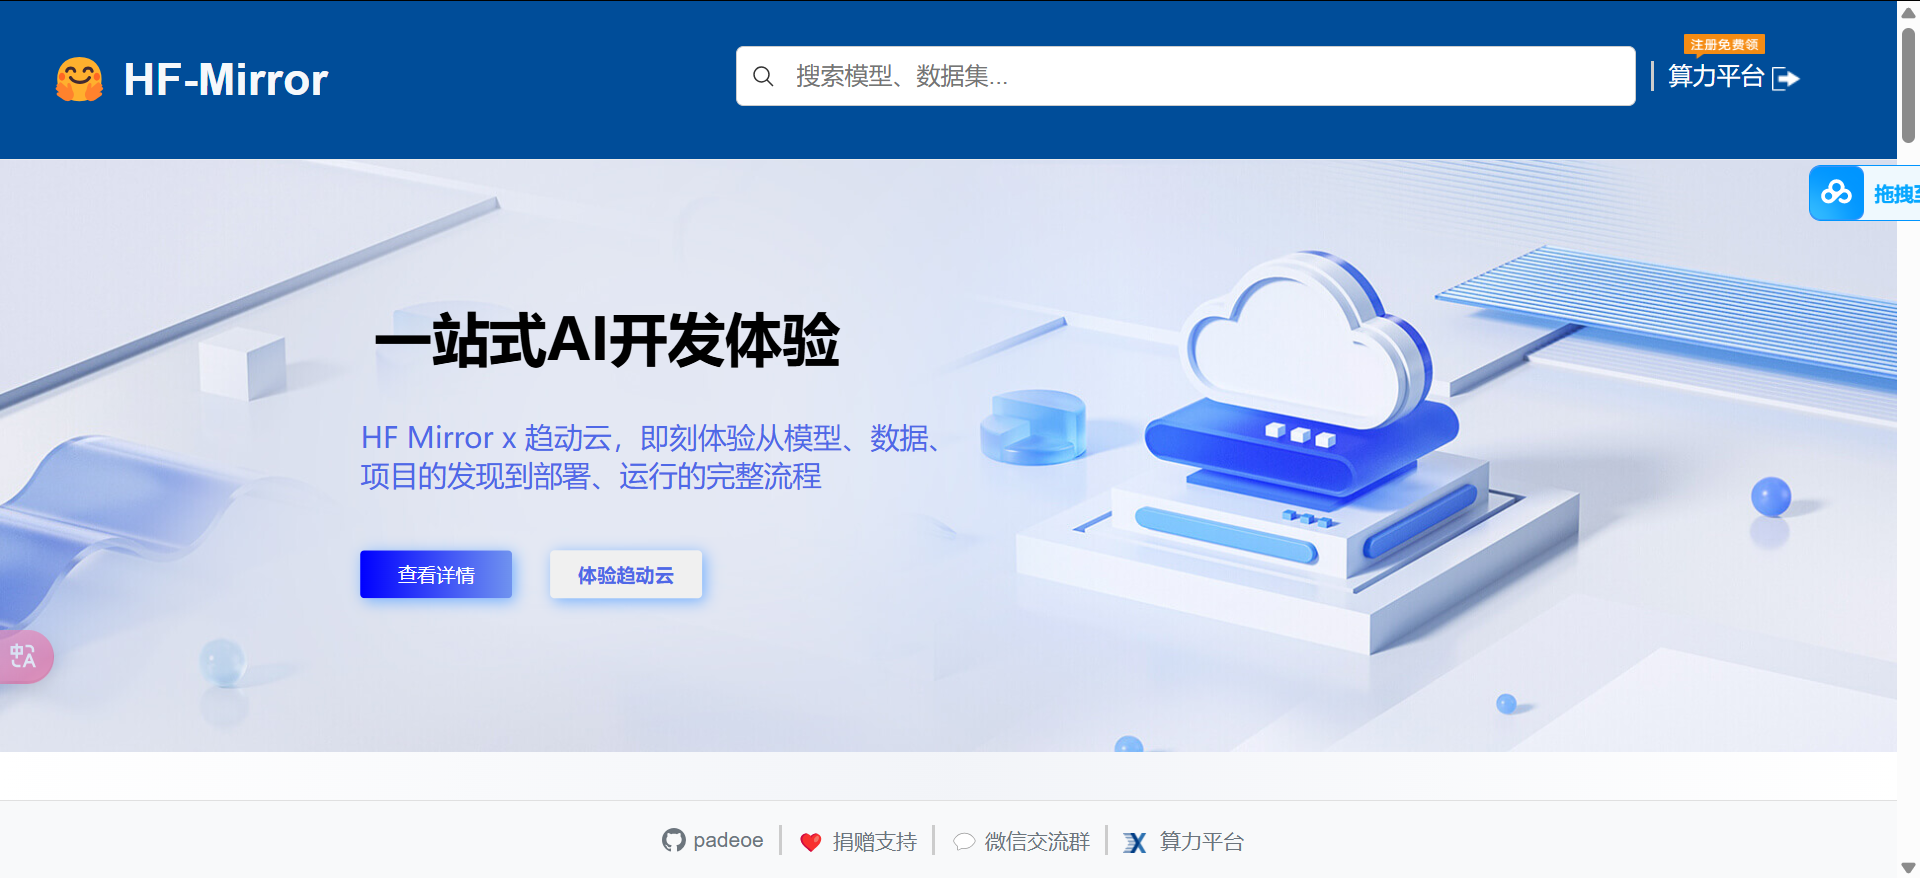 HF-Mirror
搜索模型、数据集...
注册免费领
算力平台
拖拽
一站式AI开发体验
HF Mirror x 趋动云，即刻体验从模型、数据、
项目的发现到部署、运行的完整流程
查看详情
体验趋动云
中A
padeoe
捐赠支持
微信交流群
算力平台